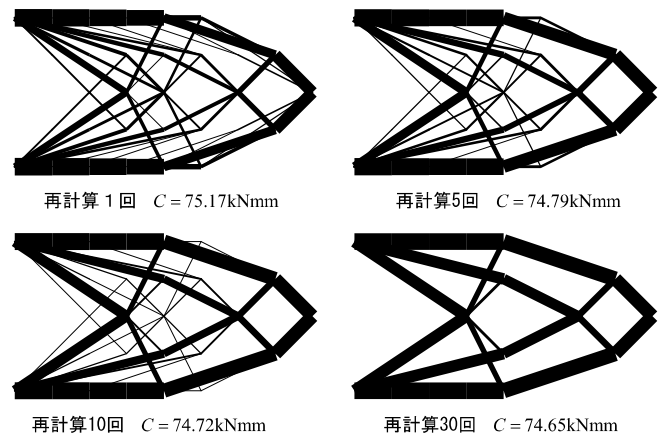 再計算１回 C = 75.17kNmm
再計算5回 C = 74.79kNmm
再計算10回 C = 74.72kNmm
再計算30回 C = 74.65kNmm